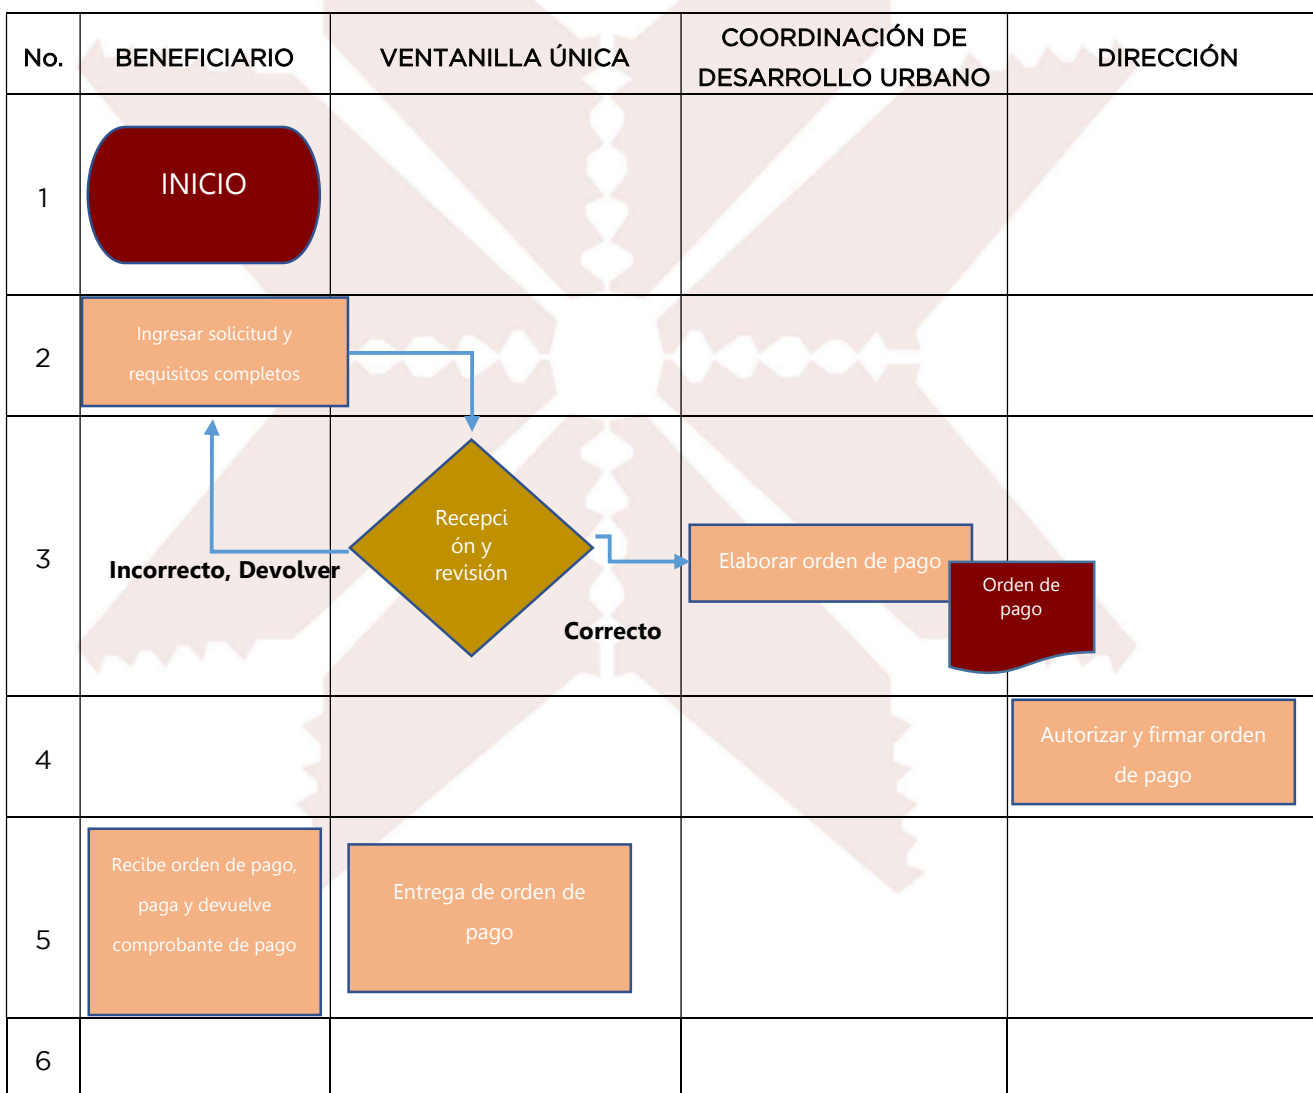 No.
BENEFICIARIO
VENTANILLA ÚNICA
COORDINACIÓN DE
DESARROLLO URBANO
DIRECCIÓN
1
INICIO
2
Ingresar solicitud y
requisitos completos
3
Incorrecto, Devolver
Recepci
ón y
revisión
Correcto
Elaborar orden de pago
Orden de
pago
4
Autorizar y firmar orden
de pago
5
Recibe orden de pago,
paga y devuelve
comprobante de pago
Entrega de orden de
pago
6